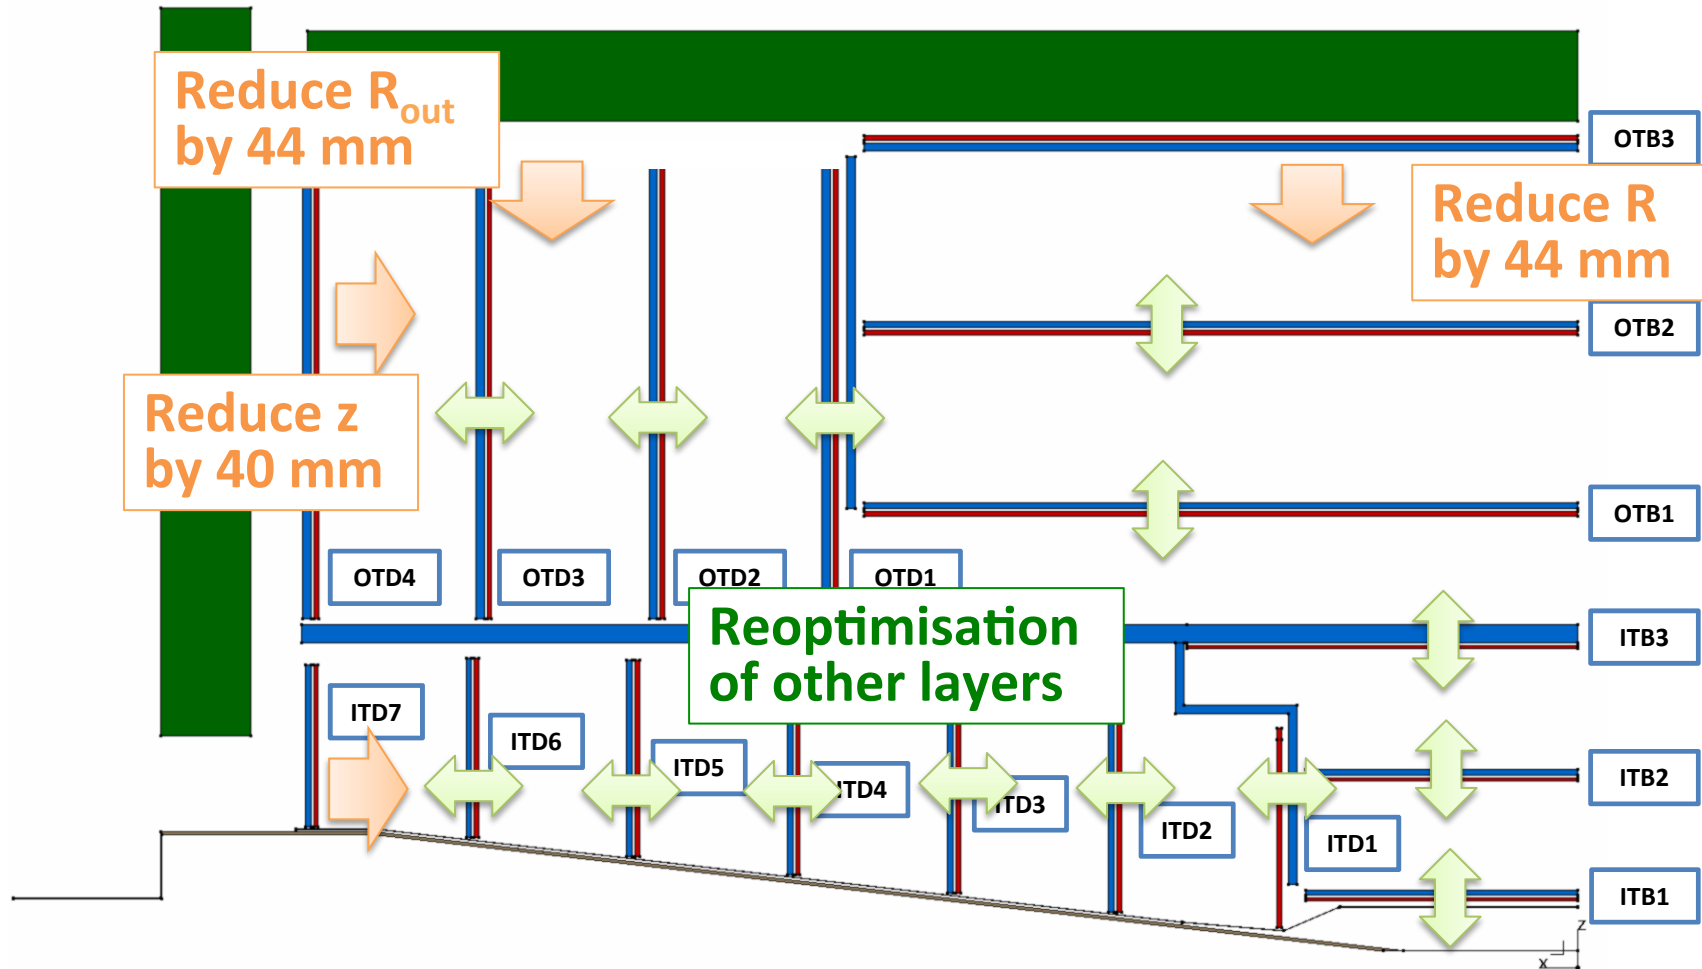 Reduce Rout
by 44 mm
OTB3
Reduce R
by 44 mm
OTB2
Reduce z
by 40 mm
OTB1
OTD4
OTD3
OTD2
OTD1
Reoptimisation
of other layers
ITB3
ITD7
ITD6
ITD5
ITD4
ITD3
ITD2
ITD1
ITB2
ITB1
z
x